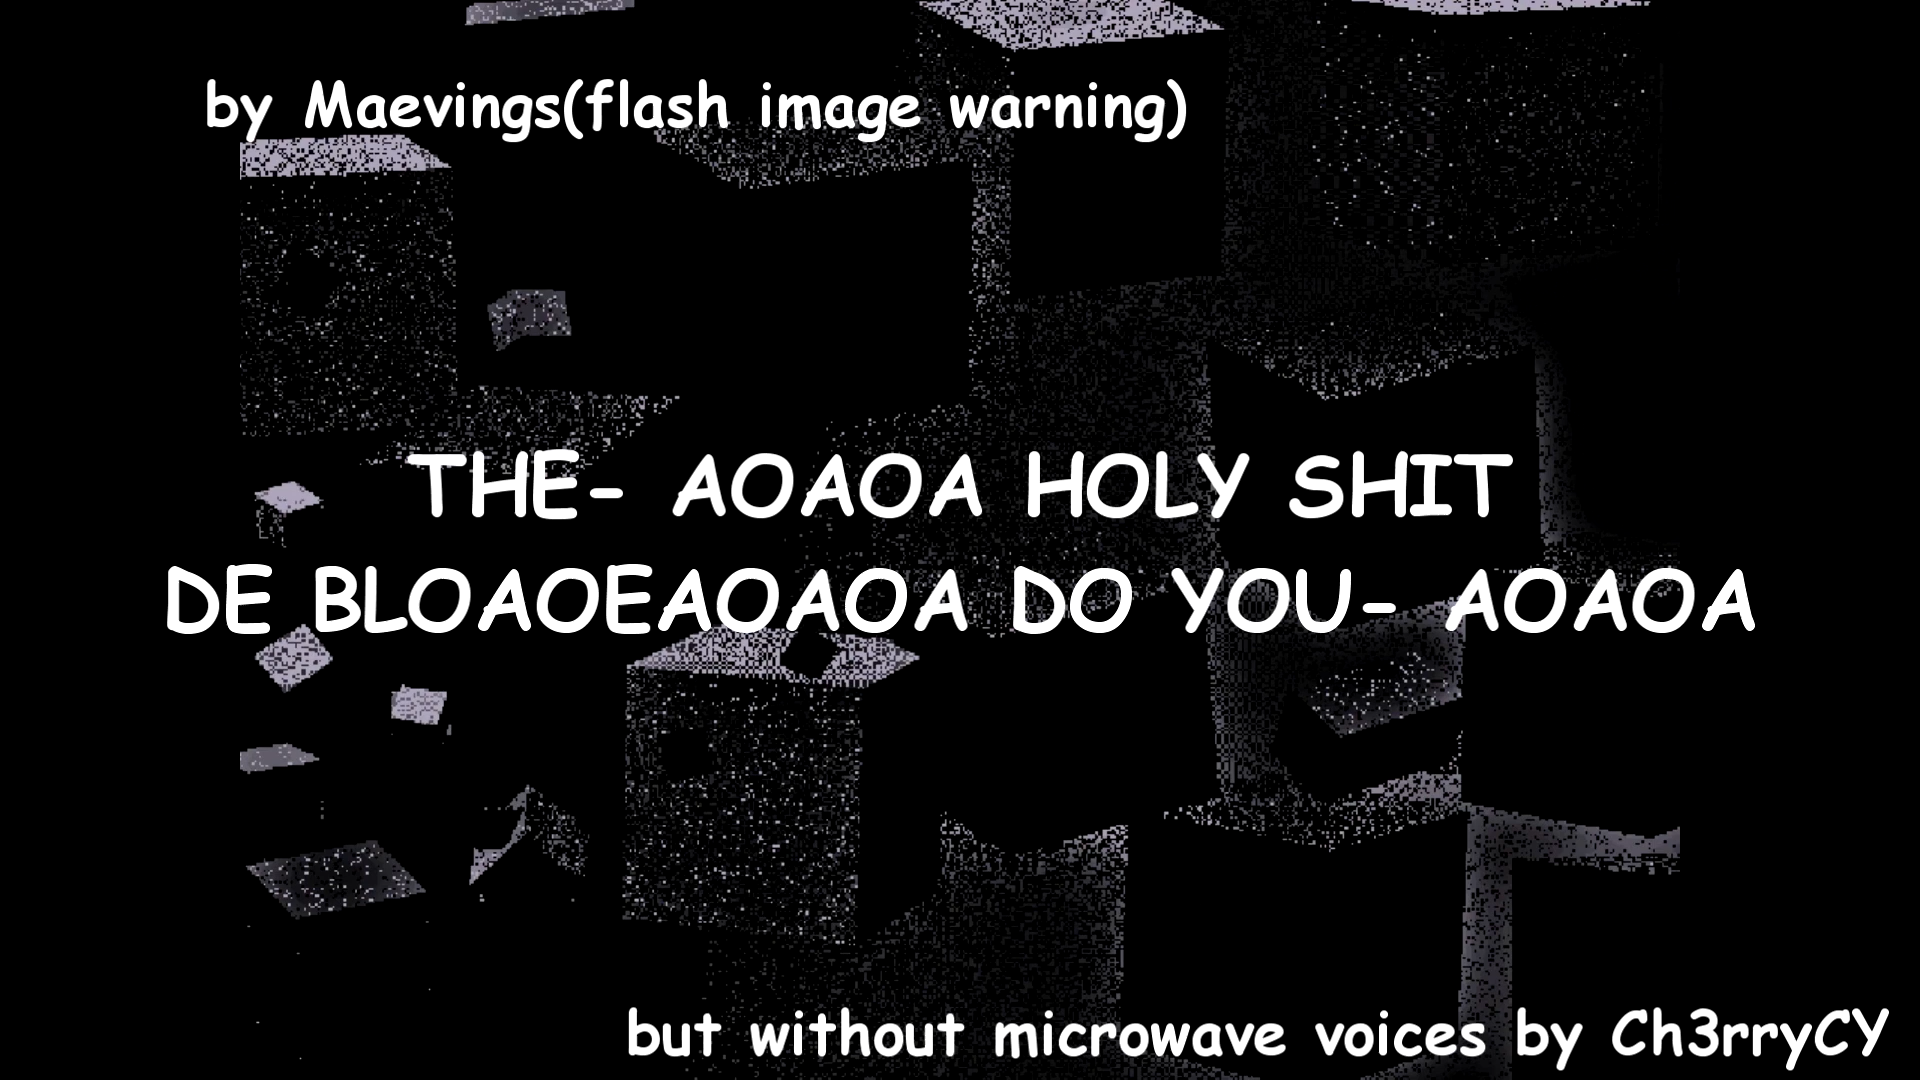 by Maevings(flash image warning)
THE- AOAOA HOLY SHIT
DE BLOAOEAOAOA DO YOU- AOAOA
but without microwave voices by Ch3rryCY